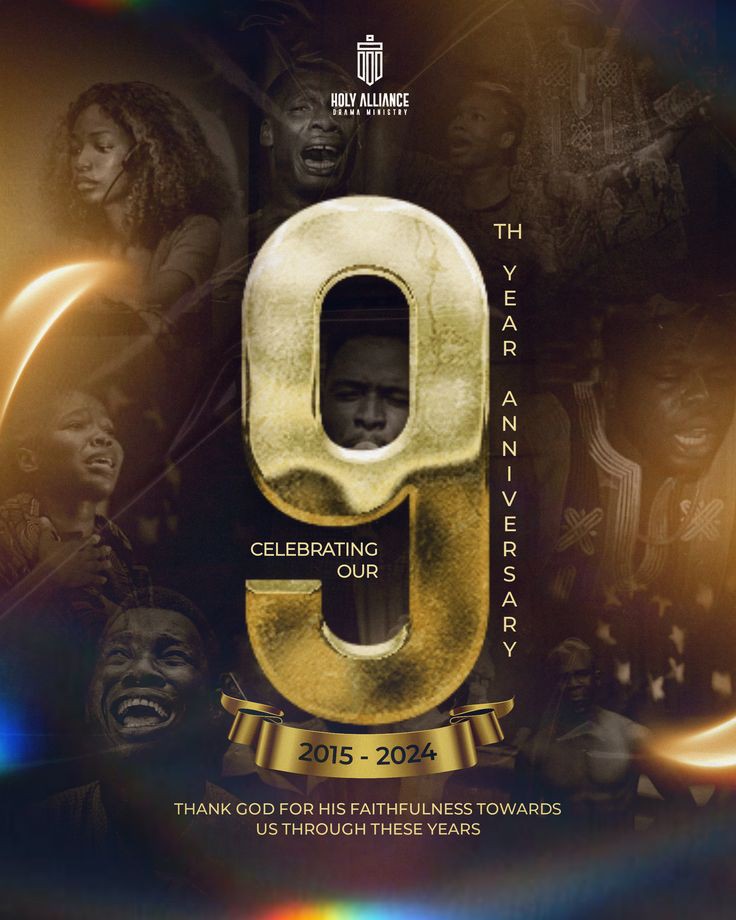 HOLY ALLIANCE
DRAMA MINISTRY
9
TH
YEAR
ANNIVERSARY
CELEBRATING
OUR
2015 - 2024
THANK GOD FOR HIS FAITHFULNESS TOWARDS
US THROUGH THESE YEARS